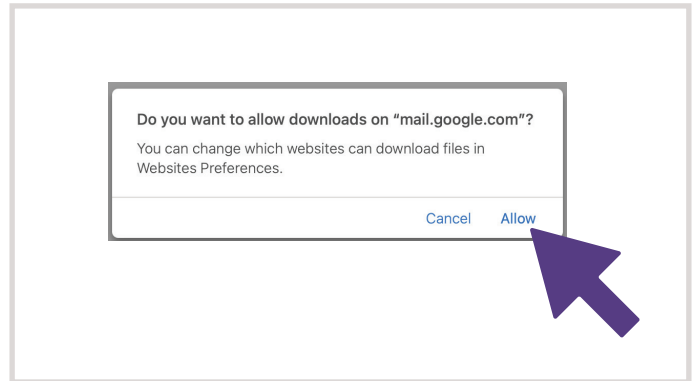 Do you want to allow downloads on “mail.google.com”?
You can change which websites can download files in
Websites Preferences.
Cancel Allow